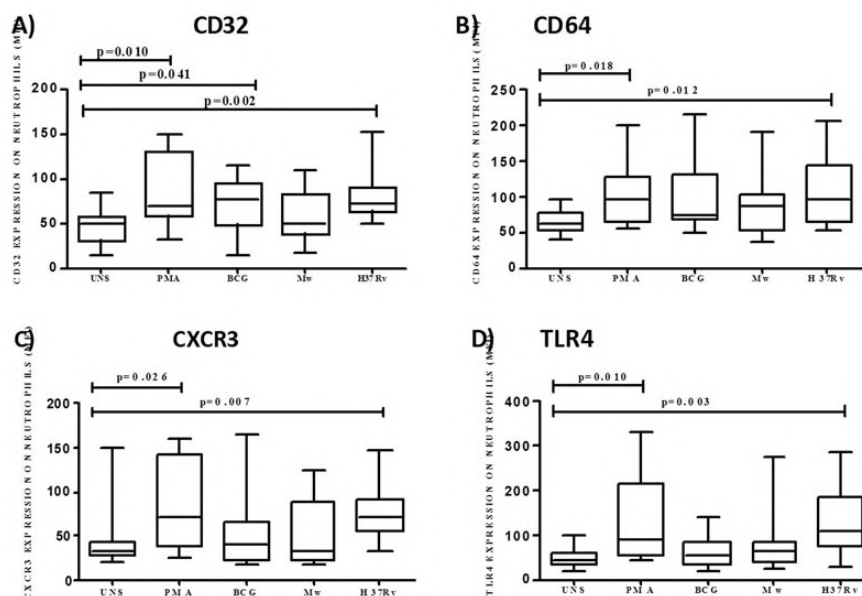 A) CD32
p=0.010
p=0.041
p=0.002
CD32 EXPRESSION ON NEUTROPHILS
200
150
100
50
0
UNS PMA BCG Mw H37Rv
B) CD64
p=0.018
p=0.012
CD64 EXPRESSION ON NEUTROPHILS
250
200
150
100
50
0
UNS PMA BCG Mw H37Rv
C) CXCR3
p=0.026
p=0.007
CXCR3 EXPRESSION ON NEUTROPHILS
200
150
100
50
0
UNS PMA BCG Mw H37Rv
D) TLR4
p=0.010
p=0.003
TLR4 EXPRESSION ON NEUTROPHILS
400
300
200
100
0
UNS PMA BCG Mw H37Rv